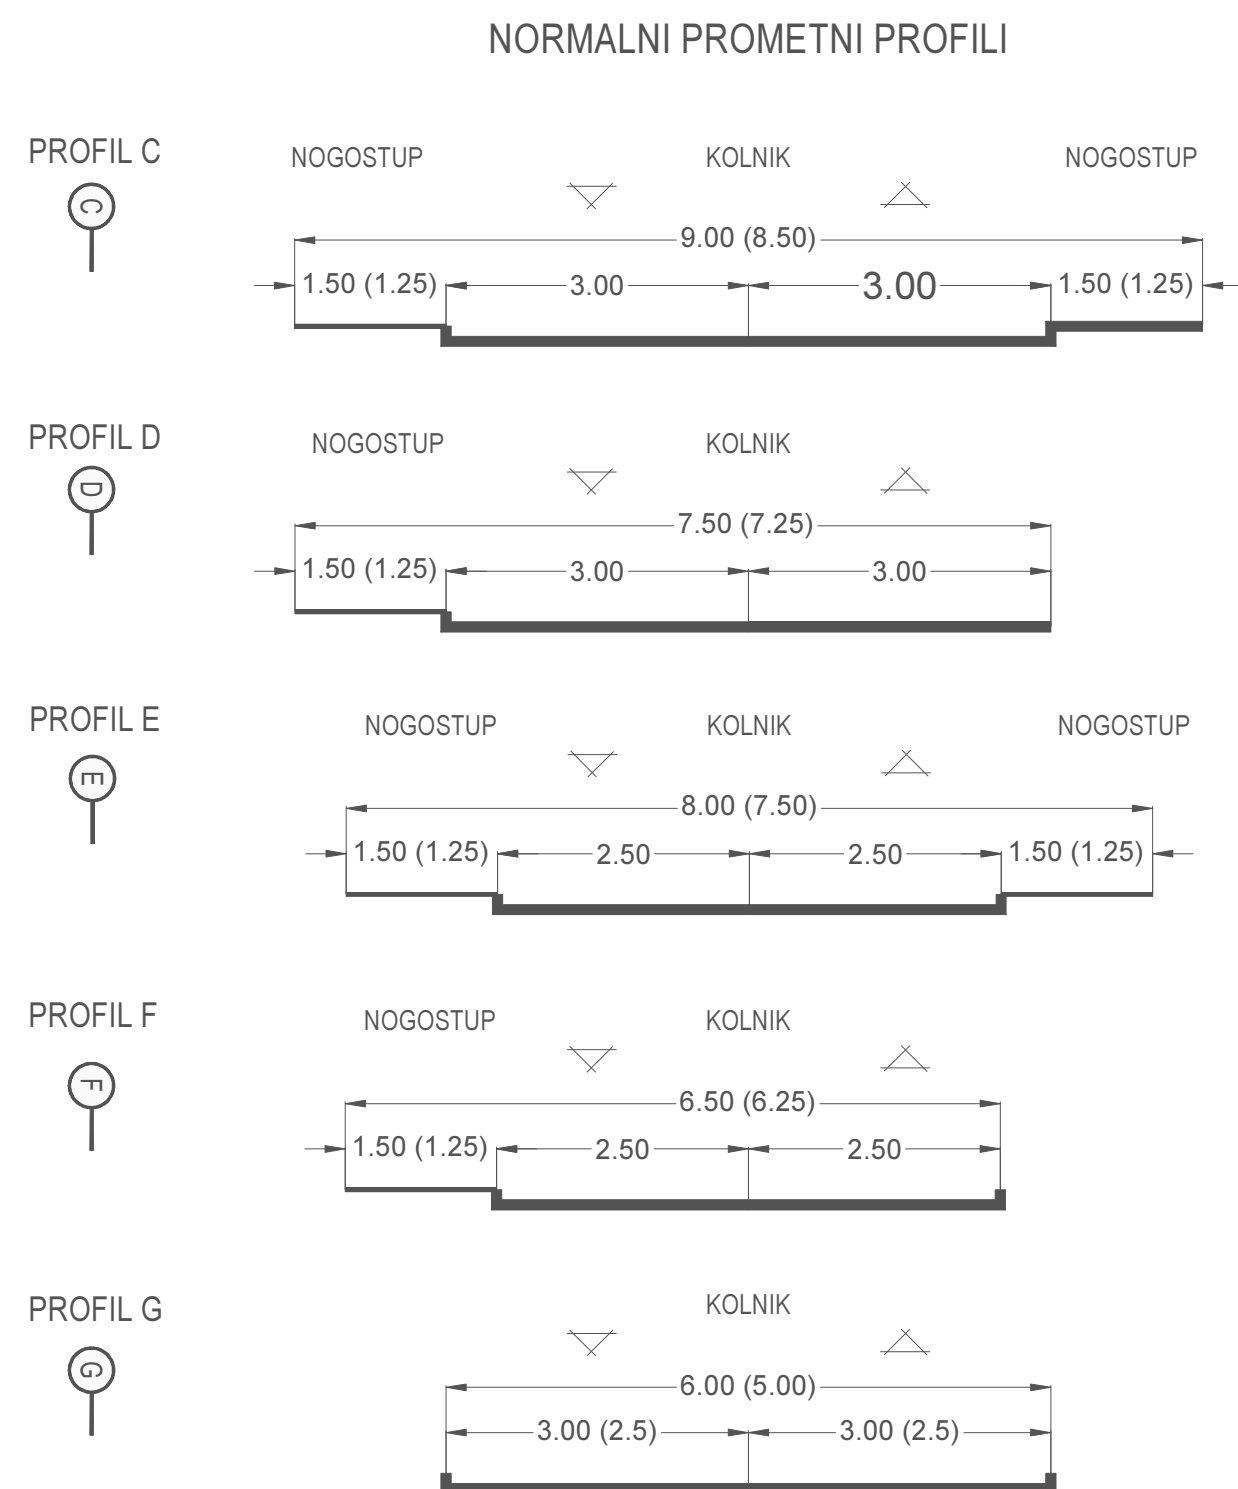 NORMALNI PROMETNI PROFILI
PROFIL C
C
NOGOSTUP KOLNIK NOGOSTUP
9.00 (8.50)
1.50 (1.25) 3.00 3.00 1.50 (1.25)
PROFIL D
D
NOGOSTUP KOLNIK
7.50 (7.25)
1.50 (1.25) 3.00 3.00
PROFIL E
E
NOGOSTUP KOLNIK NOGOSTUP
8.00 (7.50)
1.50 (1.25) 2.50 2.50 1.50 (1.25)
PROFIL F
F
NOGOSTUP KOLNIK
6.50 (6.25)
1.50 (1.25) 2.50 2.50
PROFIL G
G
KOLNIK
6.00 (5.00)
3.00 (2.5) 3.00 (2.5)